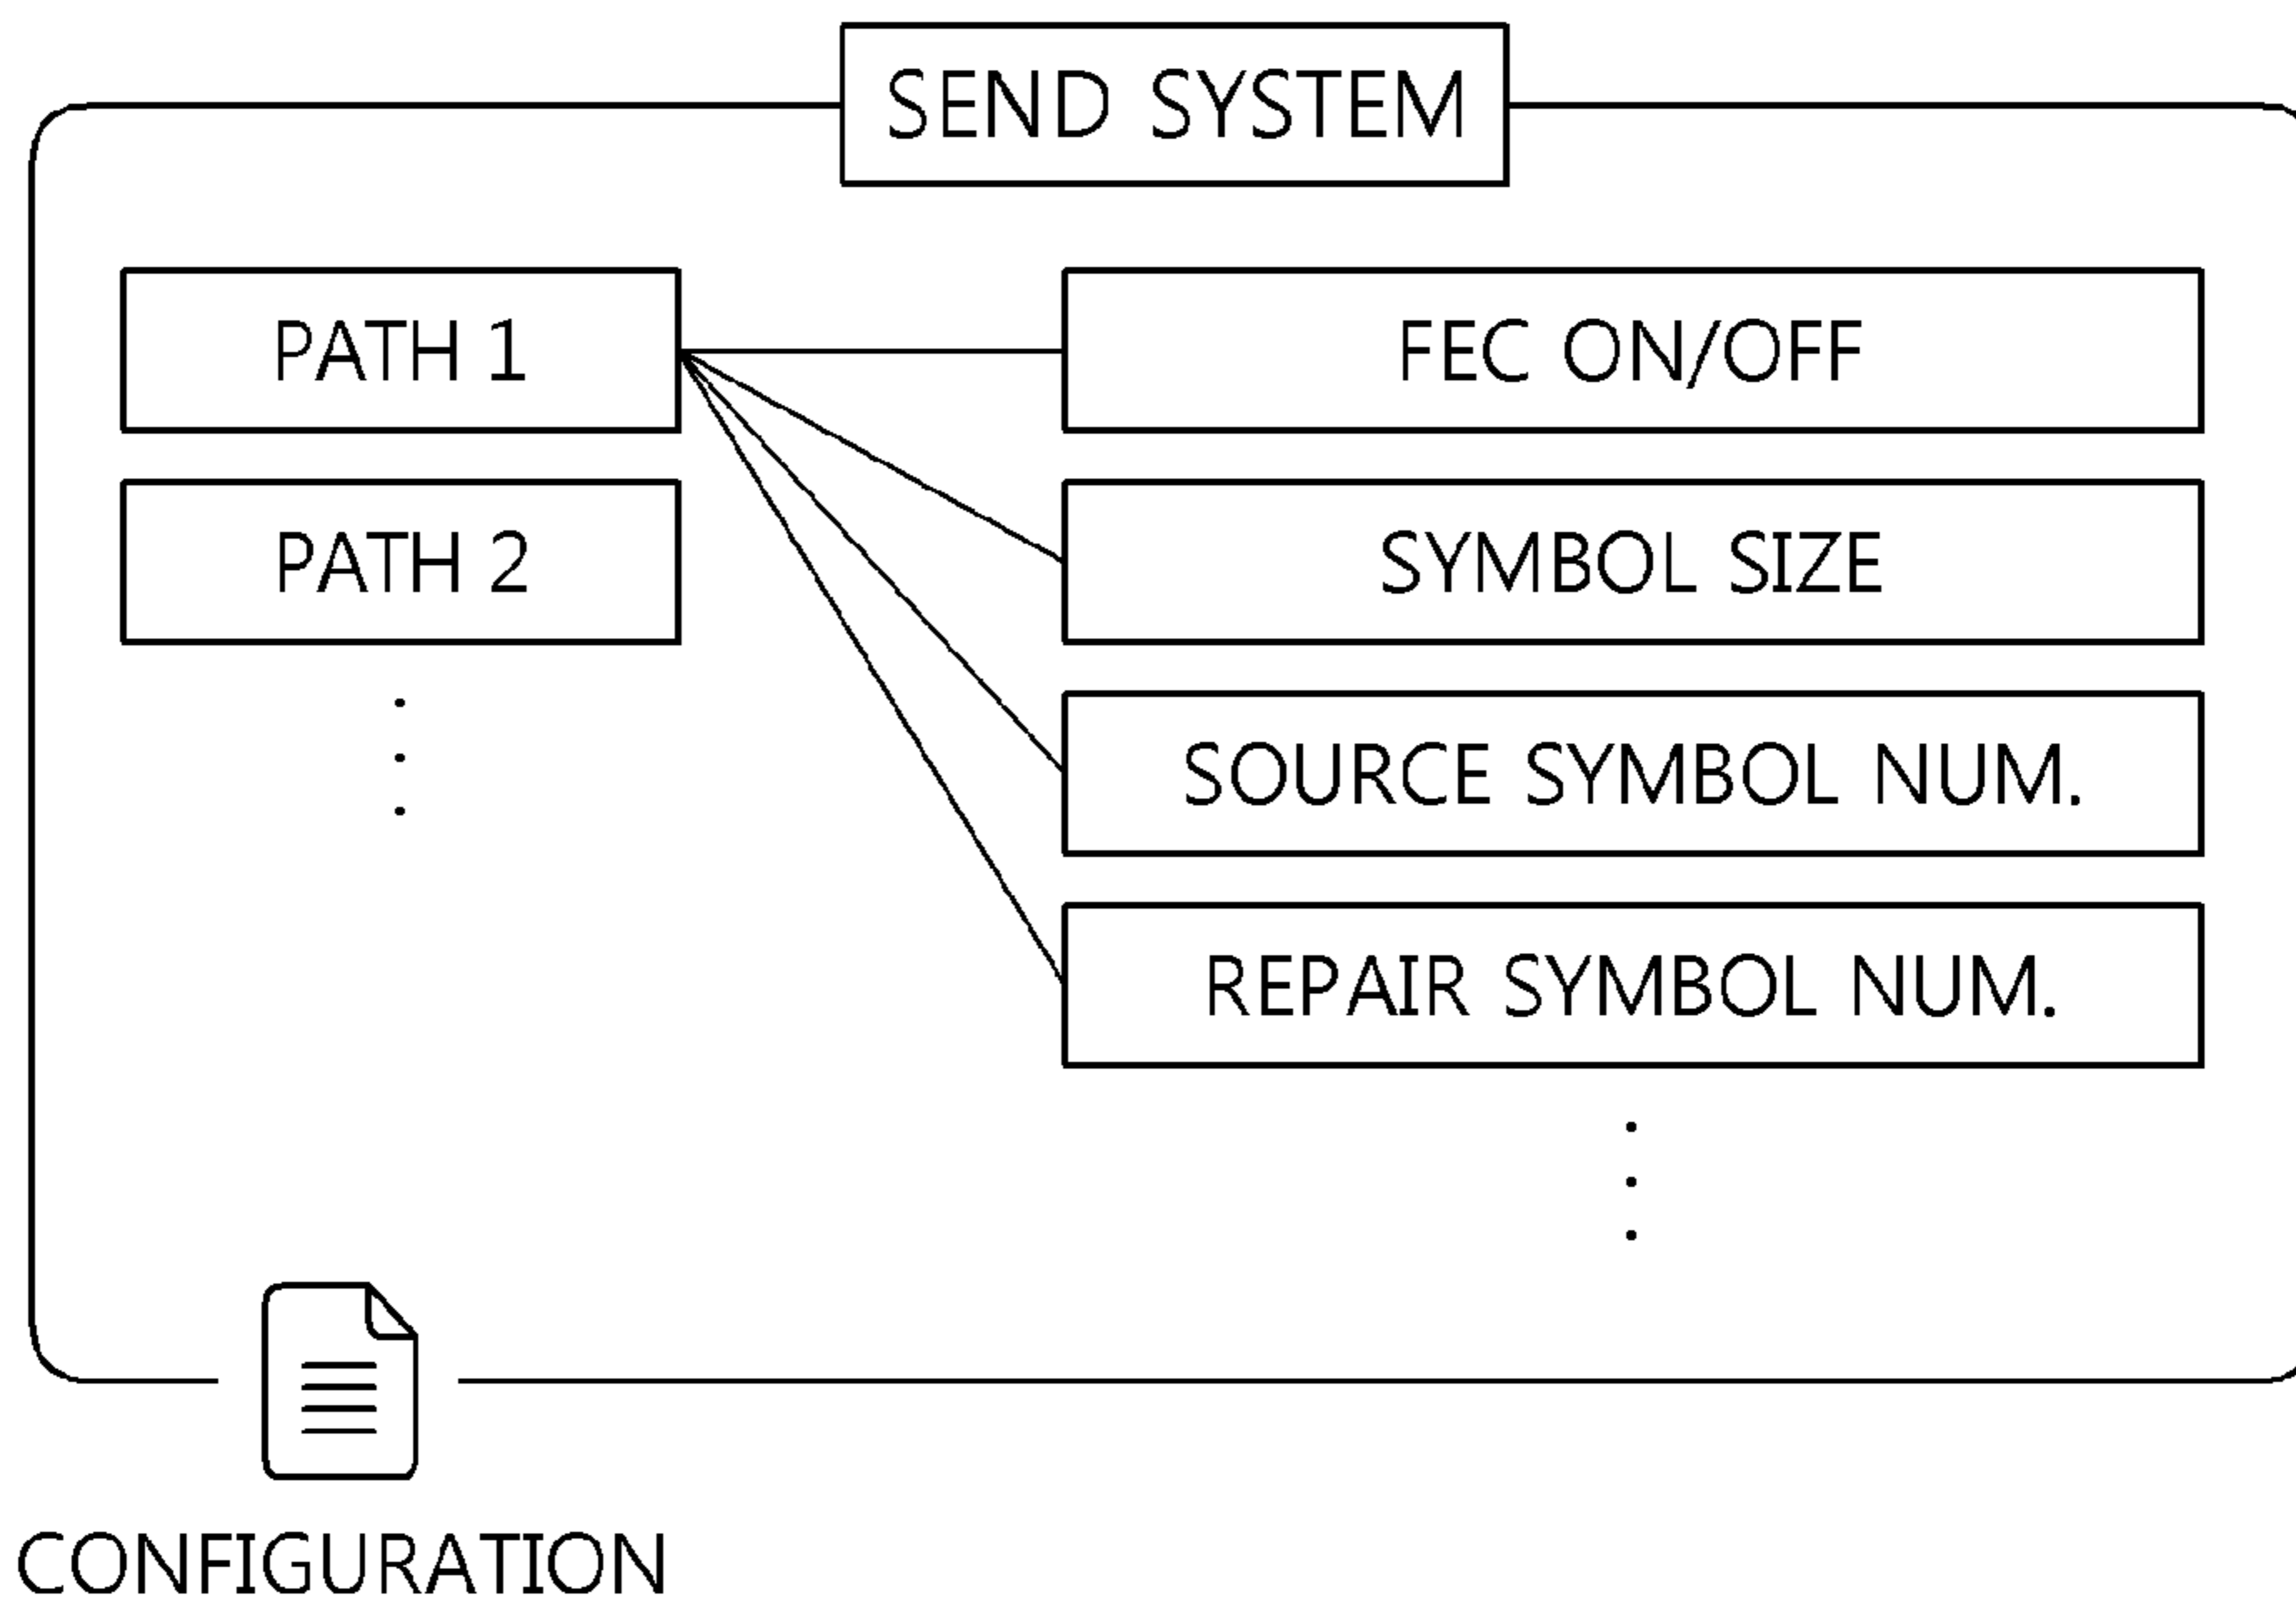 SEND SYSTEM
PATH 1
FEC ON/OFF
PATH 2
SYMBOL SIZE
SOURCE SYMBOL NUM.
REPAIR SYMBOL NUM.
CONFIGURATION